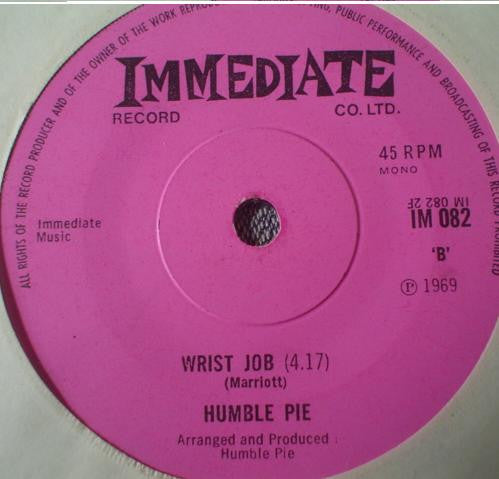 ALL RIGHTS OF THE RECORD PRODUCER AND OF THE OWNER OF THE WORK
PUBLIC PERFORMANCE AND BROADCASTING OF THIS RECORD PROHIBITED
IMMEDIATE
RECORD CO. LTD.
45 RPM
MONO
IM 082 2F
IM 082
'B'
Immediate
Music
℗ 1969
WRIST JOB (4.17)
(Marriott)
HUMBLE PIE
Arranged and Produced :
Humble Pie